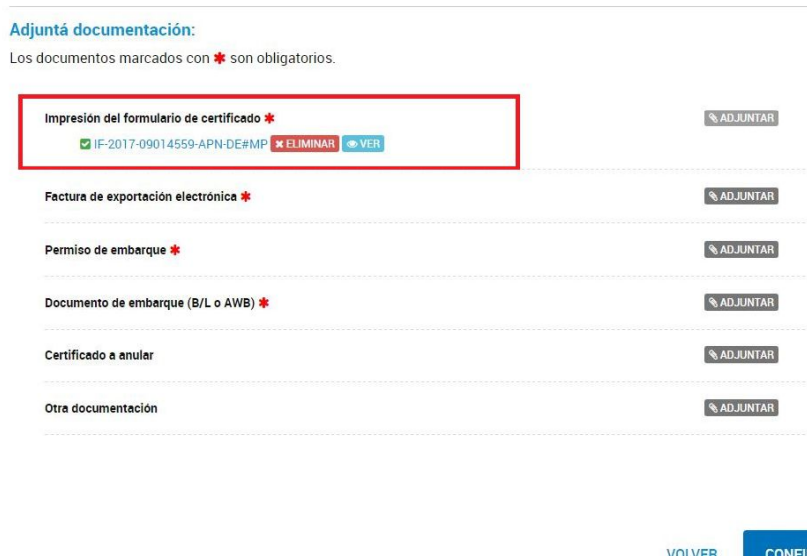 Adjuntá documentación:
Los documentos marcados con * son obligatorios.
Impresión del formulario de certificado * ADJUNTAR
IF-2017-09014559-APN-DE#MP ELIMINAR VER
Factura de exportación electrónica * ADJUNTAR
Permiso de embarque * ADJUNTAR
Documento de embarque (B/L o AWB) * ADJUNTAR
Certificado a anular ADJUNTAR
Otra documentación ADJUNTAR
VOLVER